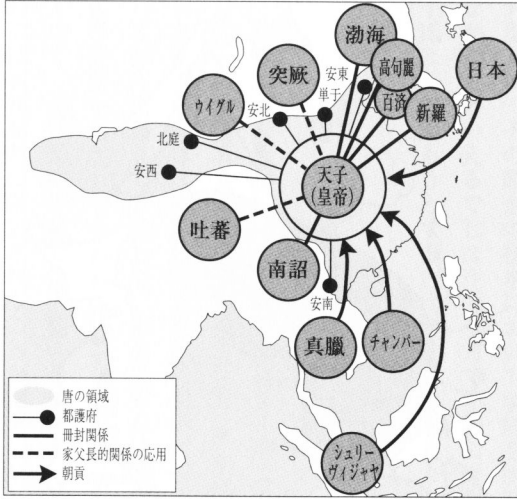 渤海
突厥
安東
高句麗
日本
ウイグル
安北
単于
百済
新羅
北庭
安西
天子
(皇帝)
吐蕃
南詔
安南
真臘
チャンパー
唐の領域
都護府
冊封関係
家父長的関係の応用
朝貢
シュリー
ヴィジャヤ